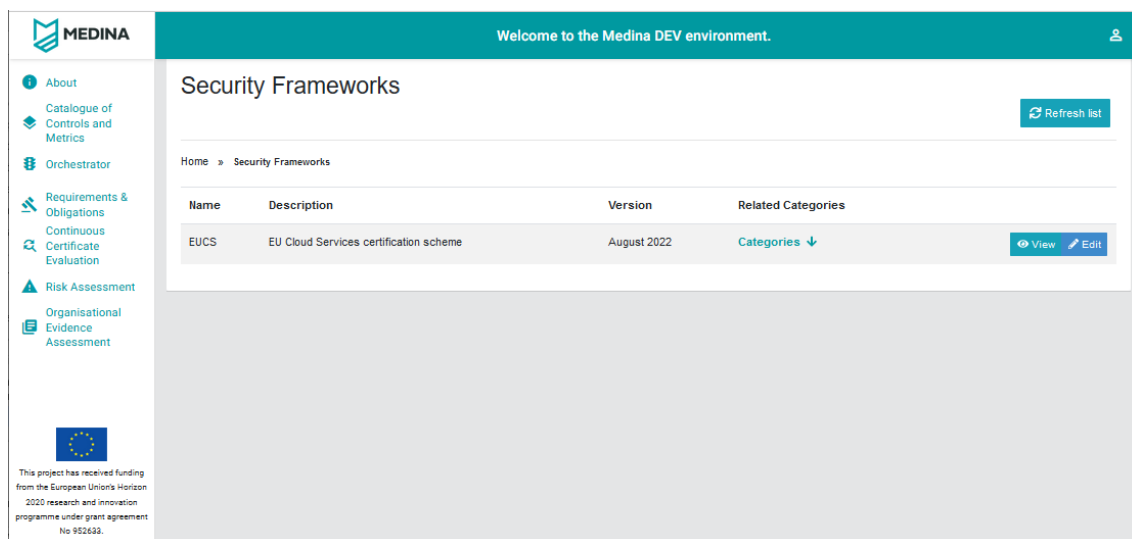 MEDINA
Welcome to the Medina DEV environment.
About
Catalogue of
Controls and
Metrics
Orchestrator
Requirements &
Obligations
Continuous
Certificate
Evaluation
Risk Assessment
Organisational
Evidence
Assessment
This project has received funding
from the European Union's Horizon
2020 research and innovation
programme under grant agreement
No 952633.
Security Frameworks
Refresh list
Home » Security Frameworks
Name Description Version Related Categories
EUCS EU Cloud Services certification scheme August 2022 Categories View Edit